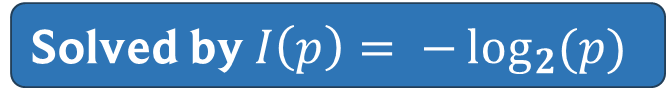 Solved by I(p) = − log₂(p)